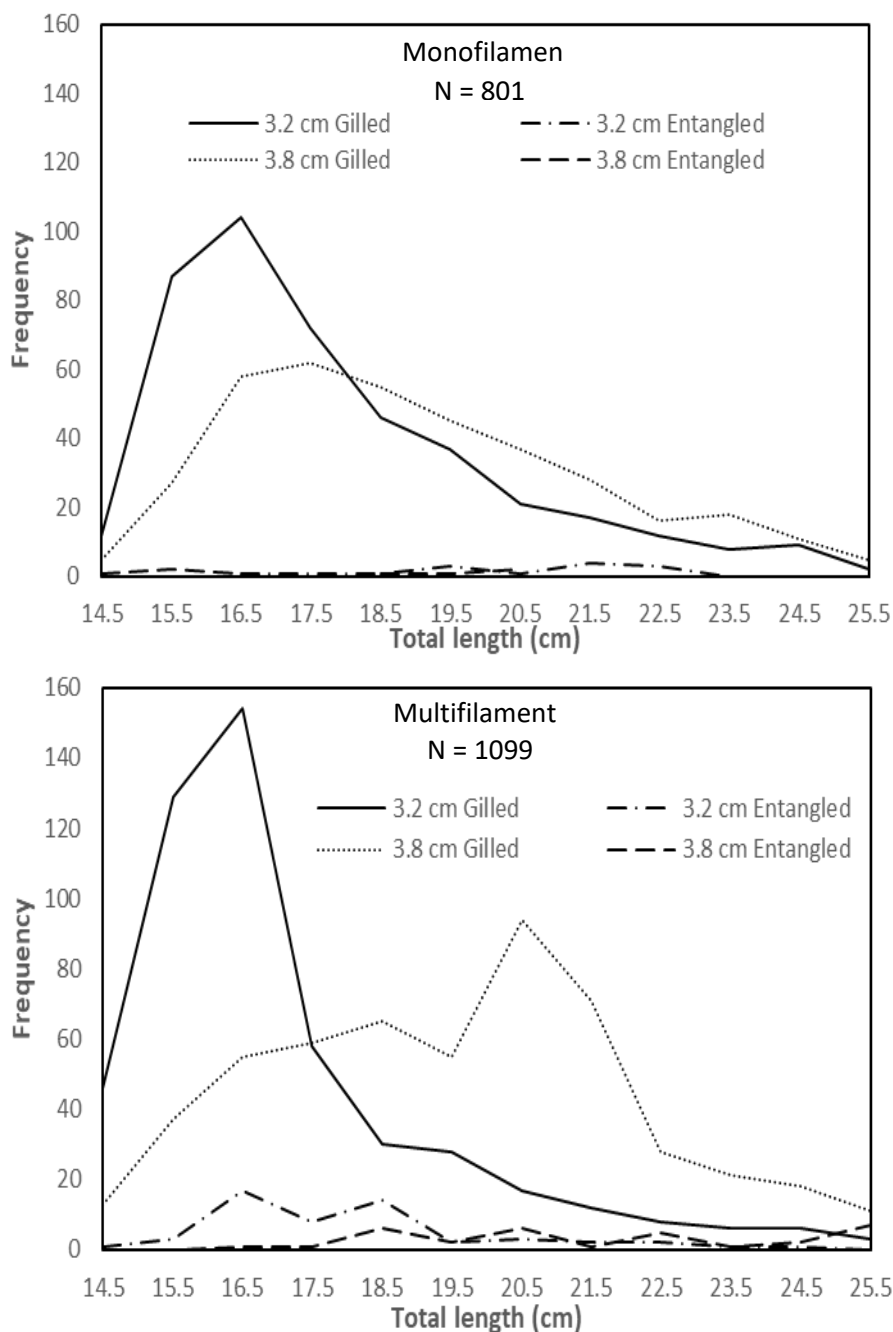 Monofilamen
N = 801
3.2 cm Gilled 3.2 cm Entangled
3.8 cm Gilled 3.8 cm Entangled
Frequency
160
140
120
100
80
60
40
20
0
14.5 15.5 16.5 17.5 18.5 19.5 20.5 21.5 22.5 23.5 24.5 25.5
Total length (cm)
Multifilament
N = 1099
3.2 cm Gilled 3.2 cm Entangled
3.8 cm Gilled 3.8 cm Entangled
Frequency
160
140
120
100
80
60
40
20
0
14.5 15.5 16.5 17.5 18.5 19.5 20.5 21.5 22.5 23.5 24.5 25.5
Total length (cm)